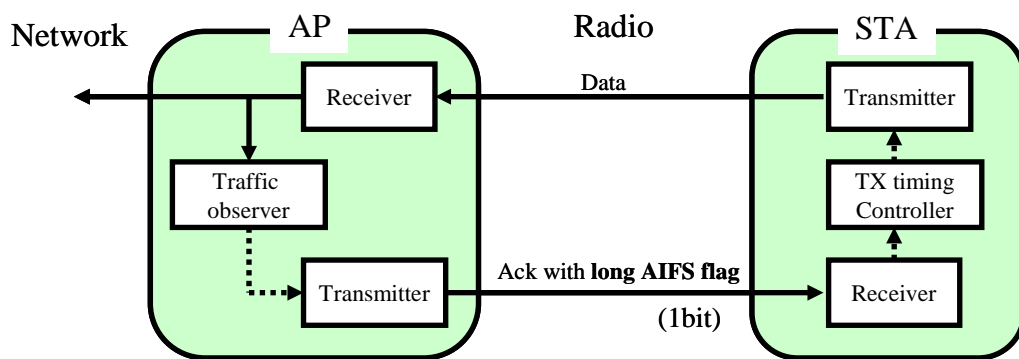 Network
AP
Radio
STA
Receiver
Data
Transmitter
Traffic
observer
TX timing
Controller
Transmitter
Ack with long AIFS flag
(1bit)
Receiver